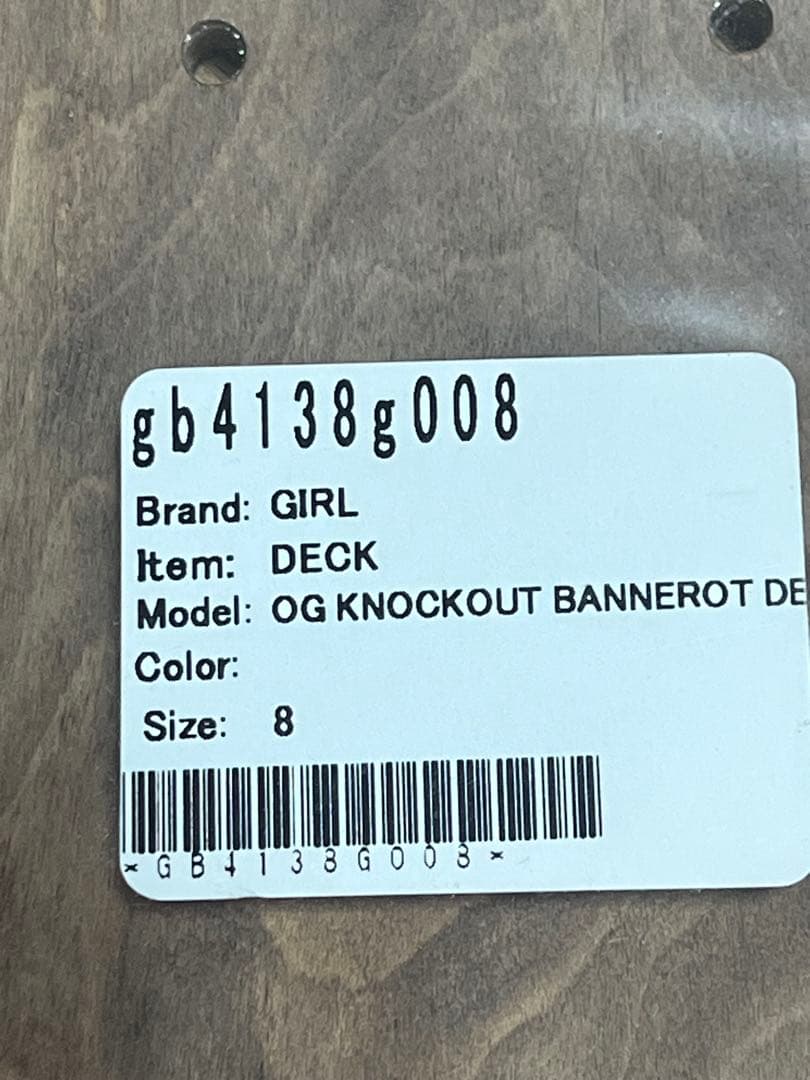 gb4138g008
Brand: GIRL
Item: DECK
Model: OG KNOCKOUT BANNEROT DE
Color:
Size: 8
*GB4138G008*